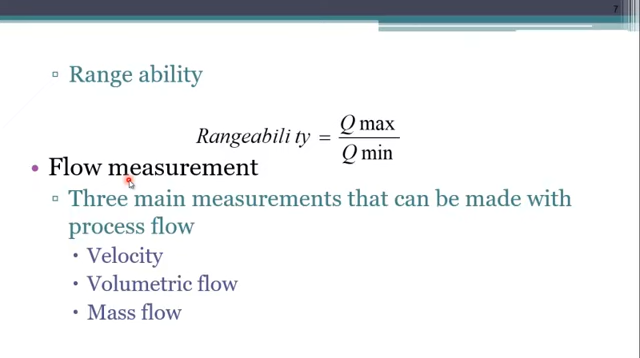 7
▫ Range ability
Rangeabili ty = Q max / Q min
• Flow measurement
▫ Three main measurements that can be made with
process flow
• Velocity
• Volumetric flow
• Mass flow